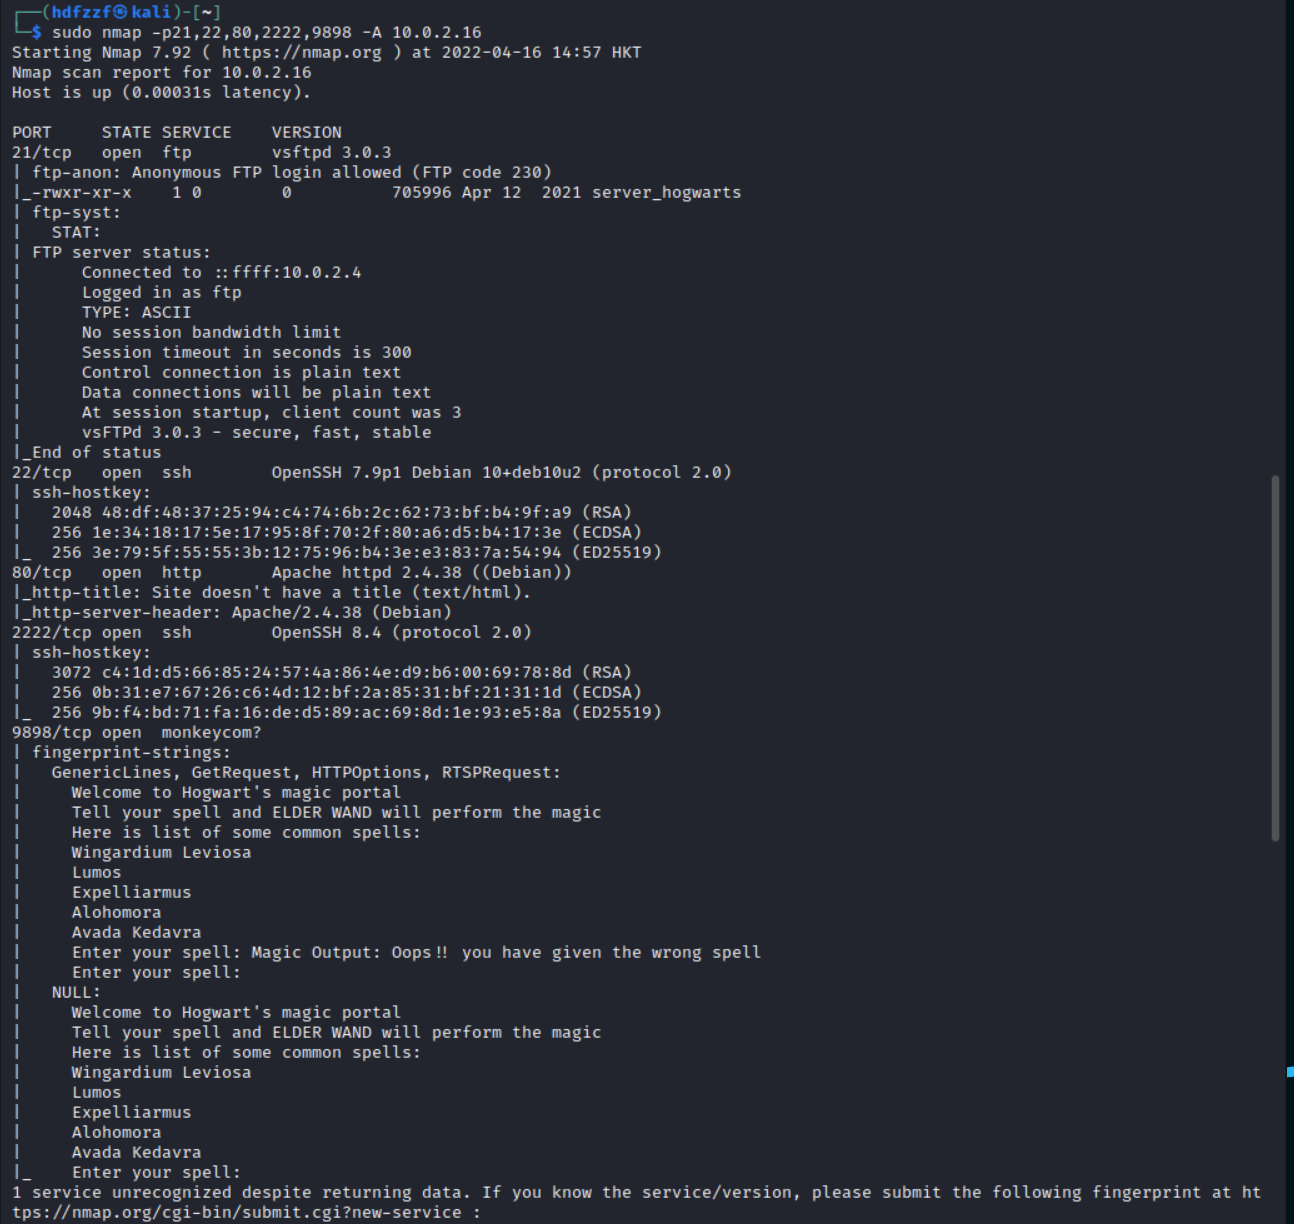 ┌──(hdfzzf㉿kali)-[~]
└─$ sudo nmap -p21,22,80,2222,9898 -A 10.0.2.16
Starting Nmap 7.92 ( https://nmap.org ) at 2022-04-16 14:57 HKT
Nmap scan report for 10.0.2.16
Host is up (0.00031s latency).

PORT     STATE SERVICE    VERSION
21/tcp   open  ftp        vsftpd 3.0.3
| ftp-anon: Anonymous FTP login allowed (FTP code 230)
|_-rwxr-xr-x    1 0        0          705996 Apr 12  2021 server_hogwarts
| ftp-syst:
|   STAT:
| FTP server status:
|      Connected to ::ffff:10.0.2.4
|      Logged in as ftp
|      TYPE: ASCII
|      No session bandwidth limit
|      Session timeout in seconds is 300
|      Control connection is plain text
|      Data connections will be plain text
|      At session startup, client count was 3
|      vsFTPd 3.0.3 - secure, fast, stable
|_End of status
22/tcp   open  ssh        OpenSSH 7.9p1 Debian 10+deb10u2 (protocol 2.0)
| ssh-hostkey:
|   2048 48:df:48:37:25:94:c4:74:6b:2c:62:73:bf:b4:9f:a9 (RSA)
|   256 1e:34:18:17:5e:17:95:8f:70:2f:80:a6:d5:b4:17:3e (ECDSA)
|_  256 3e:79:5f:55:55:3b:12:75:96:b4:3e:e3:83:7a:54:94 (ED25519)
80/tcp   open  http       Apache httpd 2.4.38 ((Debian))
|_http-title: Site doesn't have a title (text/html).
|_http-server-header: Apache/2.4.38 (Debian)
2222/tcp open  ssh        OpenSSH 8.4 (protocol 2.0)
| ssh-hostkey:
|   3072 c4:1d:d5:66:85:24:57:4a:86:4e:d9:b6:00:69:78:8d (RSA)
|   256 0b:31:e7:67:26:c6:4d:12:bf:2a:85:31:bf:21:31:1d (ECDSA)
|_  256 9b:f4:bd:71:fa:16:de:d5:89:ac:69:8d:1e:93:e5:8a (ED25519)
9898/tcp open  monkeycom?
| fingerprint-strings:
|   GenericLines, GetRequest, HTTPOptions, RTSPRequest:
|     Welcome to Hogwart's magic portal
|     Tell your spell and ELDER WAND will perform the magic
|     Here is list of some common spells:
|     Wingardium Leviosa
|     Lumos
|     Expelliarmus
|     Alohomora
|     Avada Kedavra
|     Enter your spell: Magic Output: Oops!! you have given the wrong spell
|     Enter your spell:
|   NULL:
|     Welcome to Hogwart's magic portal
|     Tell your spell and ELDER WAND will perform the magic
|     Here is list of some common spells:
|     Wingardium Leviosa
|     Lumos
|     Expelliarmus
|     Alohomora
|     Avada Kedavra
|_    Enter your spell:
1 service unrecognized despite returning data. If you know the service/version, please submit the following fingerprint at ht
tps://nmap.org/cgi-bin/submit.cgi?new-service :